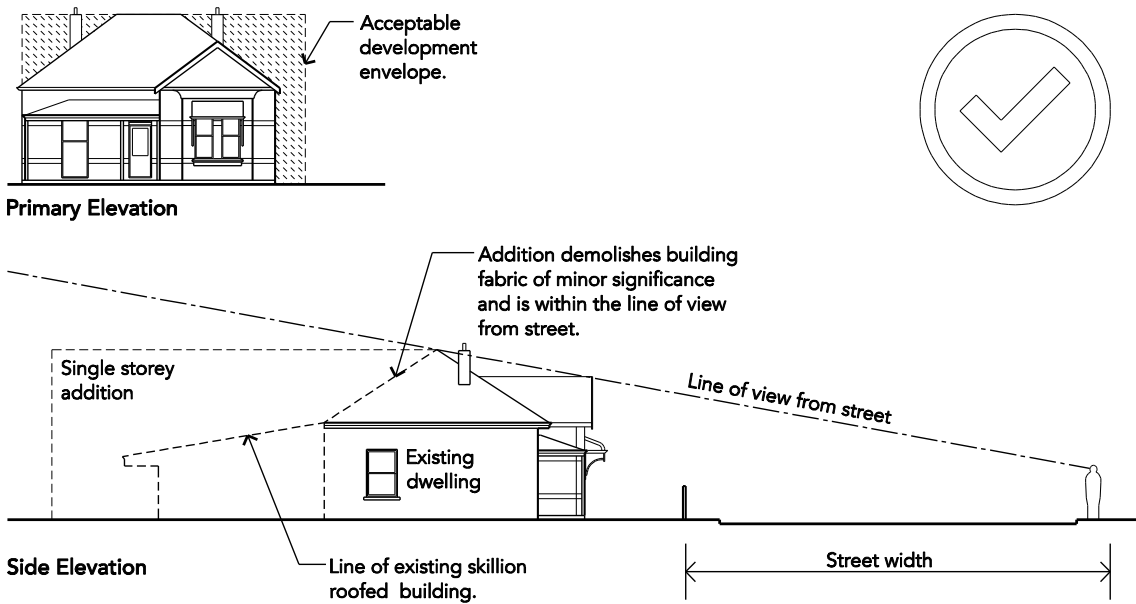 Acceptable
development
envelope.
Primary Elevation
Addition demolishes building
fabric of minor significance
and is within the line of view
from street.
Single storey
addition
Line of view from street
Existing
dwelling
Side Elevation
Line of existing skillion
roofed building.
Street width